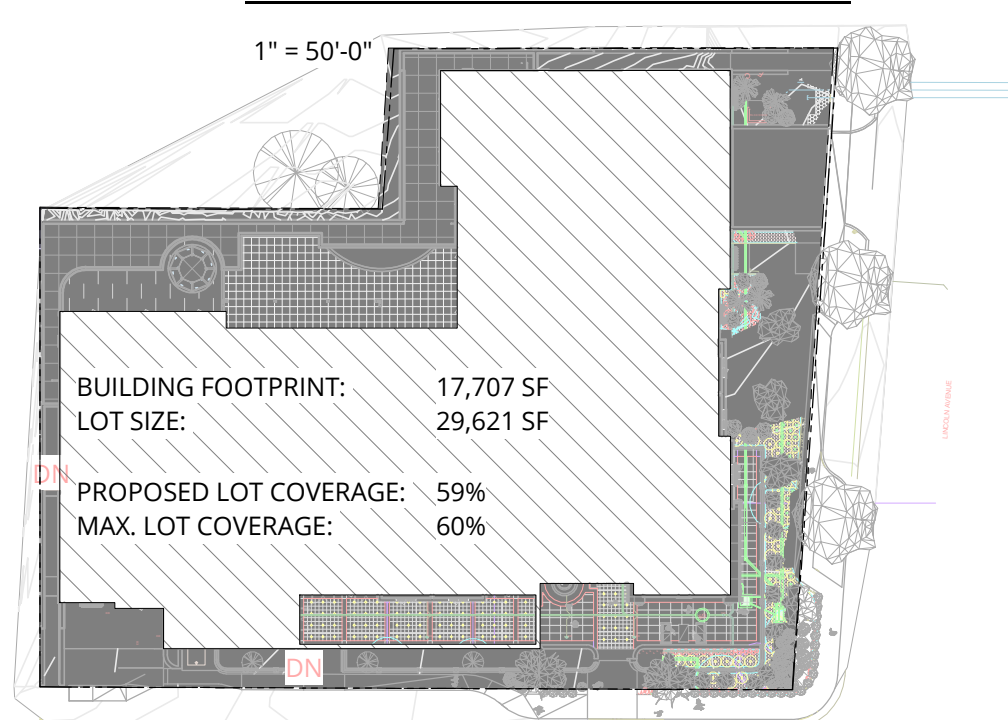 1" = 50'-0"
BUILDING FOOTPRINT: 17,707 SF
LOT SIZE: 29,621 SF
PROPOSED LOT COVERAGE: 59%
MAX. LOT COVERAGE: 60%
DN
DN
LINCOLN AVENUE